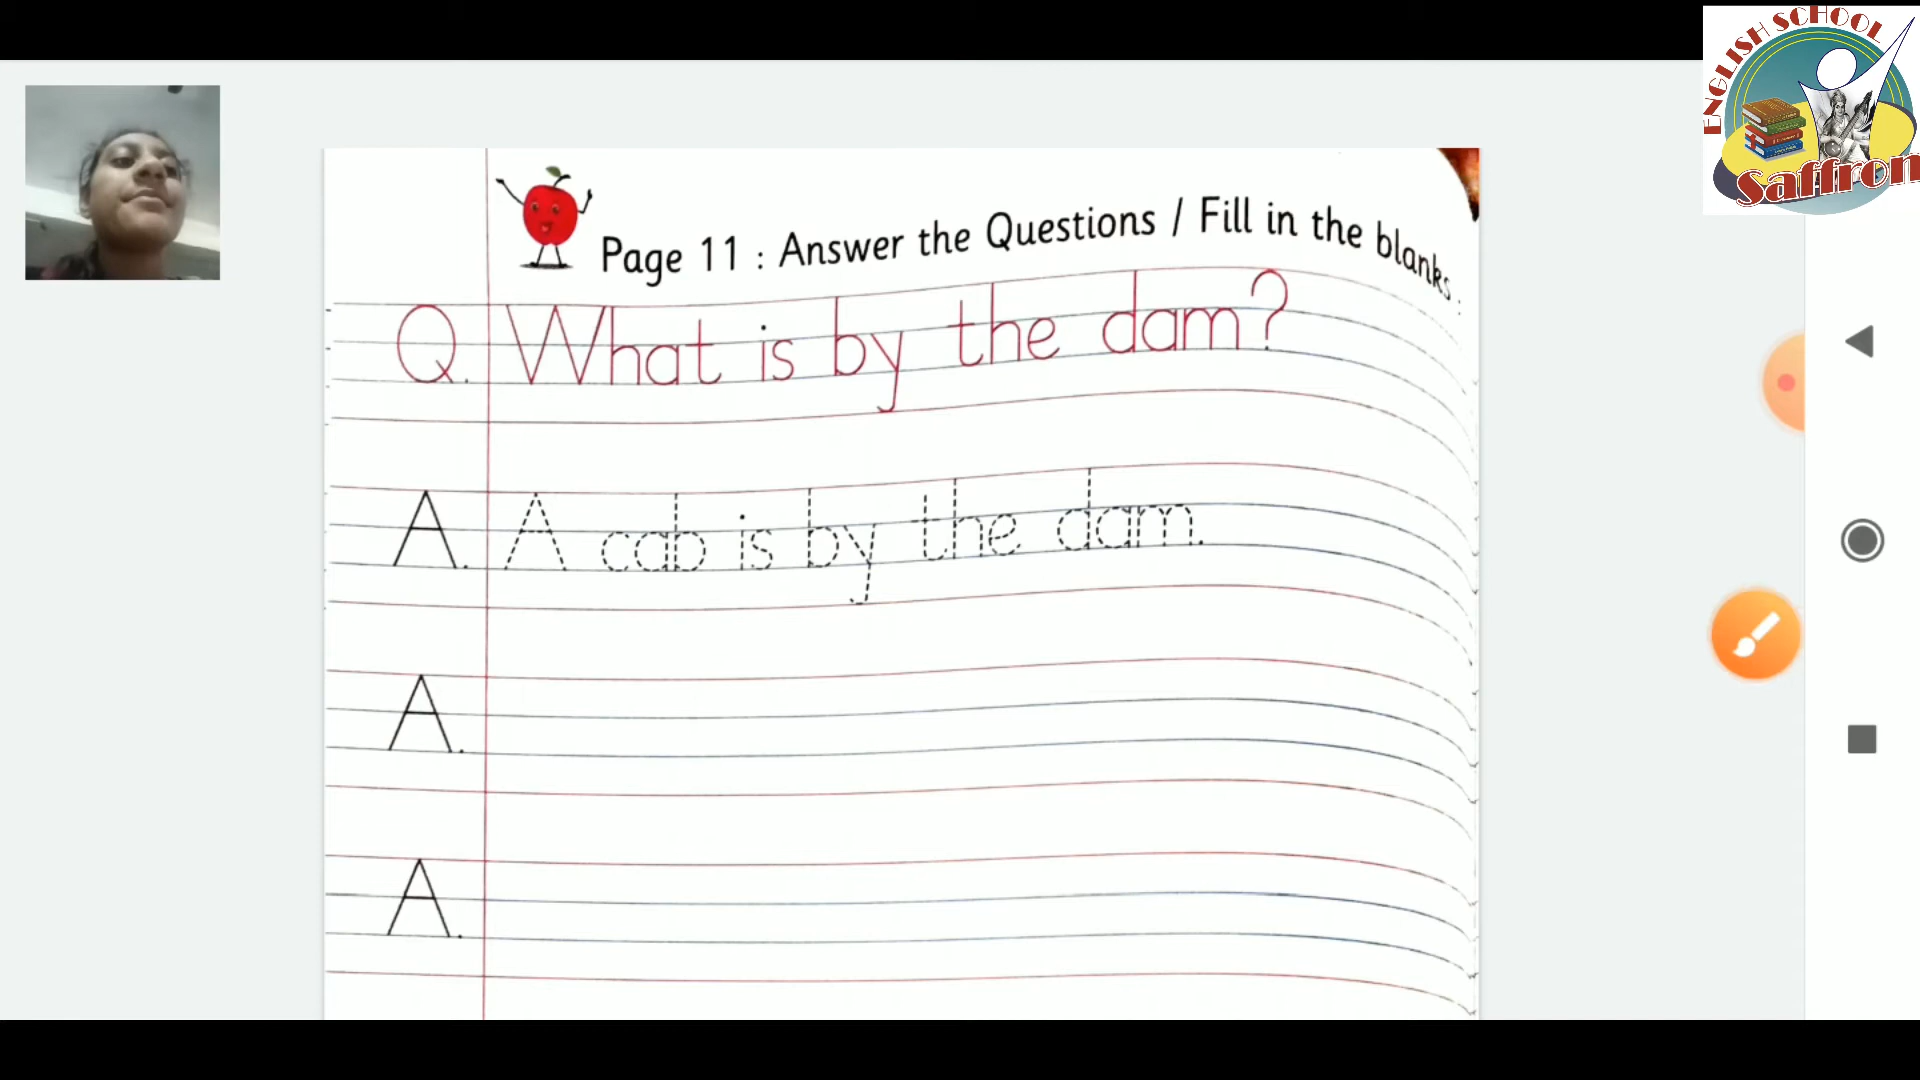 ENGLISH SCHOOL
Saffron
Page 11 : Answer the Questions / Fill in the blanks.
Q. What is by the dam?
A. A cab is by the dam.
A.
A.